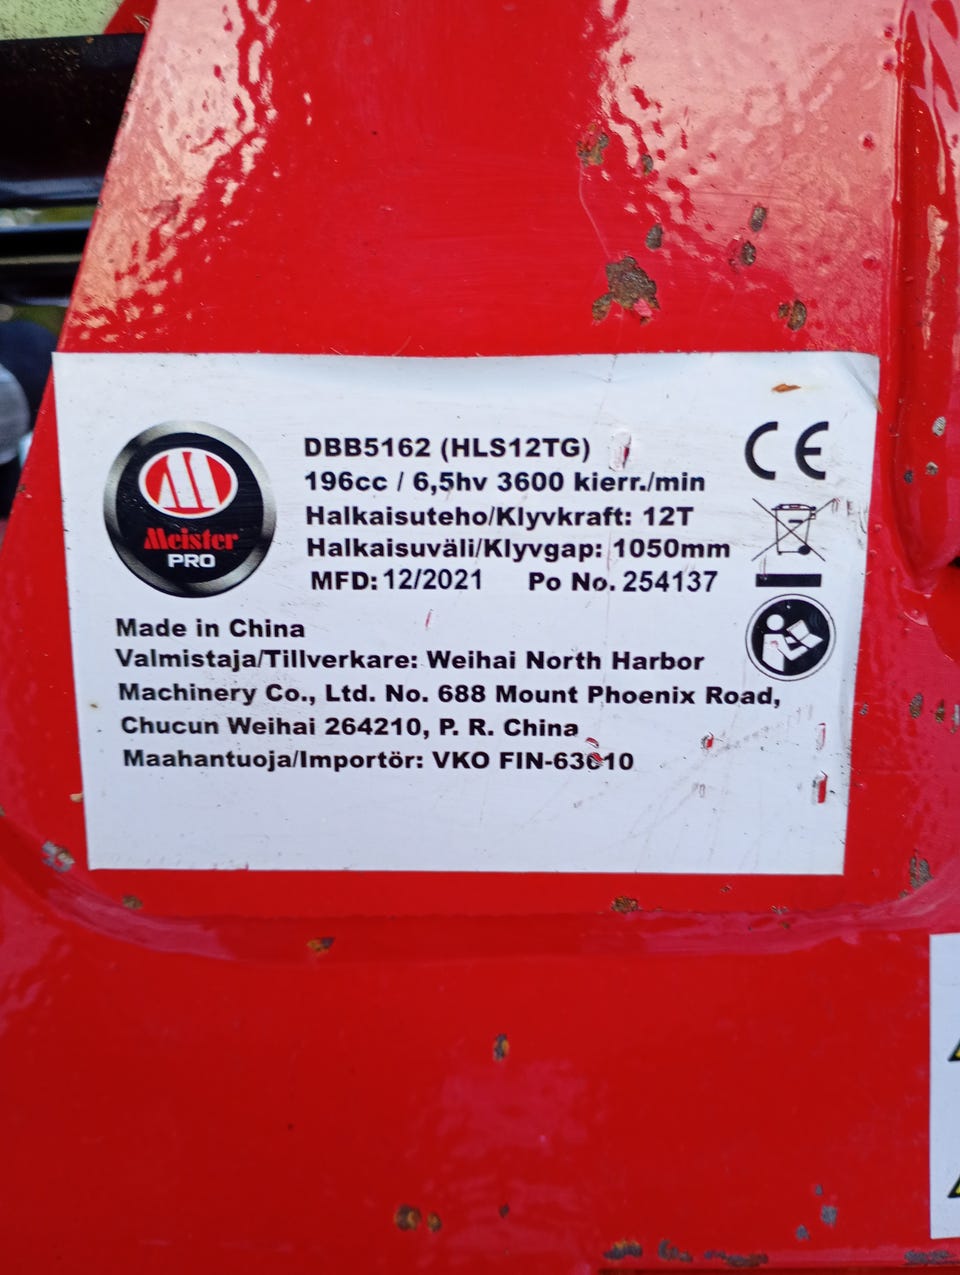 Meister
PRO
DBB5162 (HLS12TG)
196cc / 6,5hv 3600 kierr./min
Halkaisuteho/Klyvkraft: 12T
Halkaisuväli/Klyvgap: 1050mm
MFD: 12/2021 Po No. 254137
CE
Made in China
Valmistaja/Tillverkare: Weihai North Harbor
Machinery Co., Ltd. No. 688 Mount Phoenix Road,
Chucun Weihai 264210, P. R. China
Maahantuoja/Importör: VKO FIN-63610